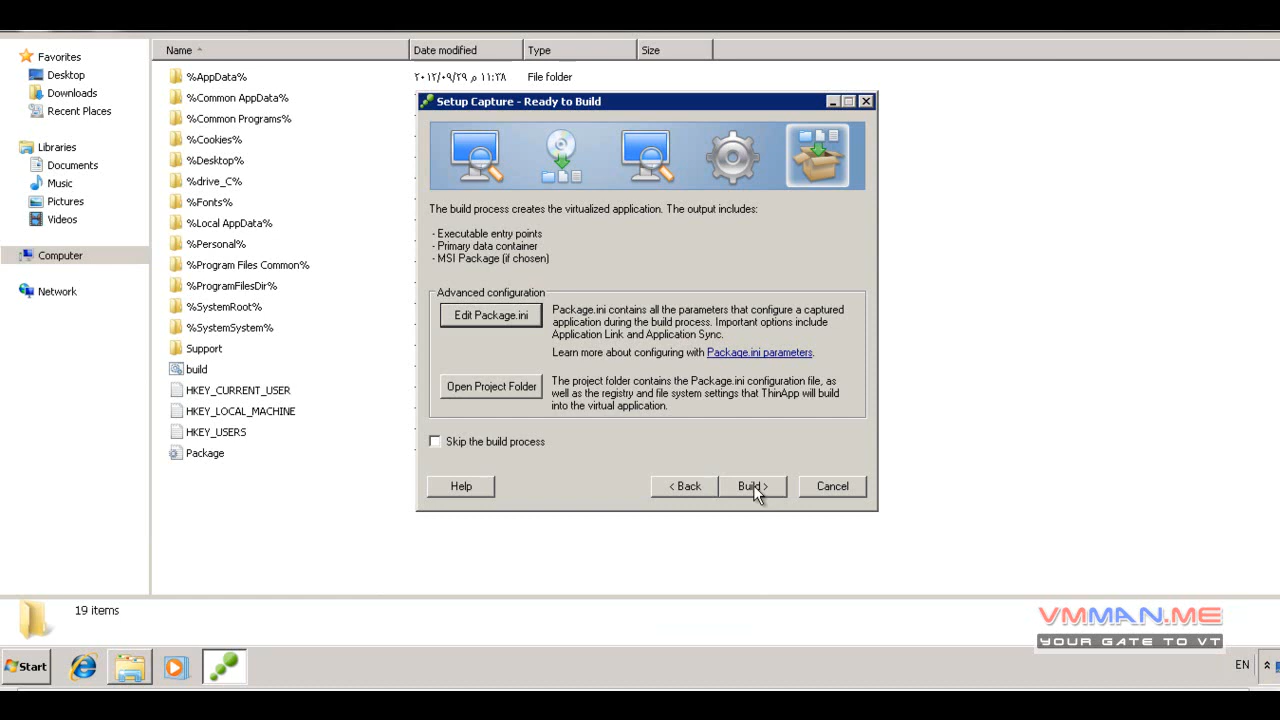 Name
Date modified
Type
Size
Favorites
Desktop
Downloads
Recent Places
Libraries
Documents
Music
Pictures
Videos
Computer
Network
%AppData%
٢٠١٢/٠٩/٢٩ م ١١:٢٨
File folder
%Common AppData%
%Common Programs%
%Cookies%
%Desktop%
%drive_C%
%Fonts%
%Local AppData%
%Personal%
%Program Files Common%
%ProgramFilesDir%
%SystemRoot%
%SystemSystem%
Support
build
HKEY_CURRENT_USER
HKEY_LOCAL_MACHINE
HKEY_USERS
Package
Setup Capture - Ready to Build
The build process creates the virtualized application. The output includes:
- Executable entry points
- Primary data container
- MSI Package (if chosen)
Advanced configuration
Edit Package.ini
Package.ini contains all the parameters that configure a captured
application during the build process. Important options include
Application Link and Application Sync.
Learn more about configuring with Package.ini parameters.
Open Project Folder
The project folder contains the Package.ini configuration file, as
well as the registry and file system settings that ThinApp will build
into the virtual application.
Skip the build process
Help
< Back
Build >
Cancel
19 items
VMMAN.ME
YOUR GATE TO VT
Start
EN